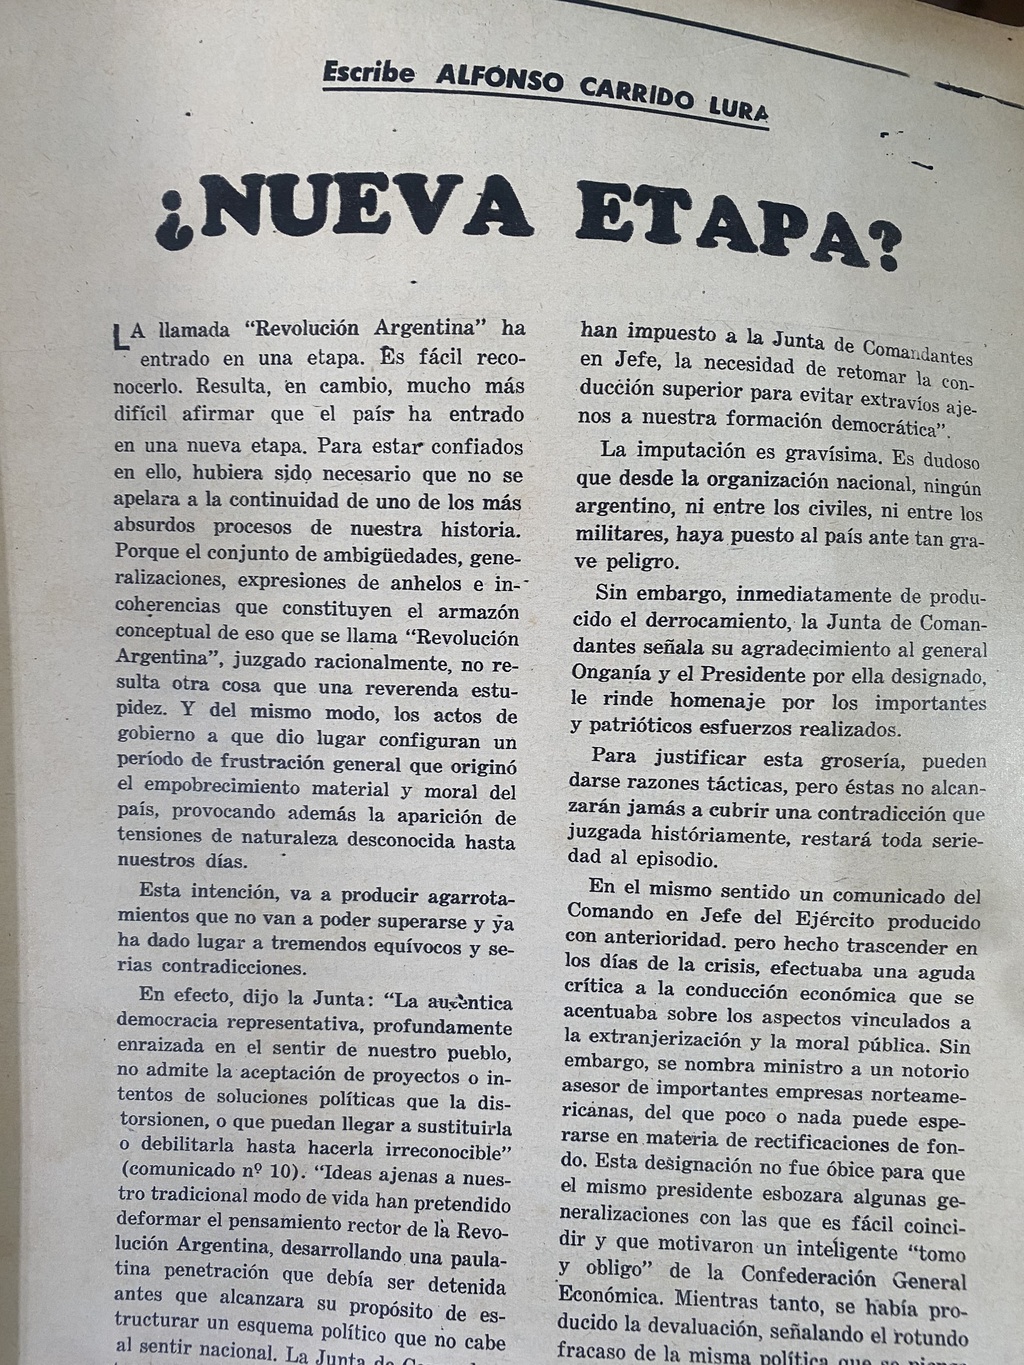 Escribe ALFONSO CARRIDO LURA
¿NUEVA ETAPA?
LA llamada "Revolución Argentina" ha
entrado en una etapa. Es fácil reco-
nocerlo. Resulta, en cambio, mucho más
difícil afirmar que el país ha entrado
en una nueva etapa. Para estar confiados
en ello, hubiera sido necesario que no se
apelara a la continuidad de uno de los más
absurdos procesos de nuestra historia.
Porque el conjunto de ambigüedades, gene-
ralizaciones, expresiones de anhelos e in-
coherencias que constituyen el armazón
conceptual de eso que se llama "Revolución
Argentina", juzgado racionalmente, no re-
sulta otra cosa que una reverenda estu-
pidez. Y del mismo modo, los actos de
gobierno a que dio lugar configuran un
período de frustración general que originó
el empobrecimiento material y moral del
país, provocando además la aparición de
tensiones de naturaleza desconocida hasta
nuestros días.
Esta intención, va a producir agarrota-
mientos que no van a poder superarse y ya
ha dado lugar a tremendos equívocos y se-
rias contradicciones.
En efecto, dijo la Junta: "La auténtica
democracia representativa, profundamente
enraizada en el sentir de nuestro pueblo,
no admite la aceptación de proyectos o in-
tentos de soluciones políticas que la dis-
torsionen, o que puedan llegar a sustituirla
o debilitarla hasta hacerla irreconocible"
(comunicado nº 10). "Ideas ajenas a nues-
tro tradicional modo de vida han pretendido
deformar el pensamiento rector de la Revo-
lución Argentina, desarrollando una paula-
tina penetración que debía ser detenida
antes que alcanzara su propósito de es-
tructurar un esquema político que no cabe
al sentir nacional. La Junta de
han impuesto a la Junta de Comandantes
en Jefe, la necesidad de retomar la con-
ducción superior para evitar extravíos aje-
nos a nuestra formación democrática".
La imputación es gravísima. Es dudoso
que desde la organización nacional, ningún
argentino, ni entre los civiles, ni entre los
militares, haya puesto al país ante tan gra-
ve peligro.
Sin embargo, inmediatamente de produ-
cido el derrocamiento, la Junta de Coman-
dantes señala su agradecimiento al general
Onganía y el Presidente por ella designado,
le rinde homenaje por los importantes
y patrióticos esfuerzos realizados.
Para justificar esta grosería, pueden
darse razones tácticas, pero éstas no alcan-
zarán jamás a cubrir una contradicción que
juzgada históriamente, restará toda serie-
dad al episodio.
En el mismo sentido un comunicado del
Comando en Jefe del Ejército producido
con anterioridad. pero hecho trascender en
los días de la crisis, efectuaba una aguda
crítica a la conducción económica que se
acentuaba sobre los aspectos vinculados a
la extranjerización y la moral pública. Sin
embargo, se nombra ministro a un notorio
asesor de importantes empresas norteame-
ricanas, del que poco o nada puede espe-
rarse en materia de rectificaciones de fon-
do. Esta designación no fue óbice para que
el mismo presidente esbozara algunas ge-
neralizaciones con las que es fácil coinci-
dir y que motivaron un inteligente "tomo
y obligo" de la Confederación General
Económica. Mientras tanto, se había pro-
ducido la devaluación, señalando el rotundo
fracaso de la misma política que se